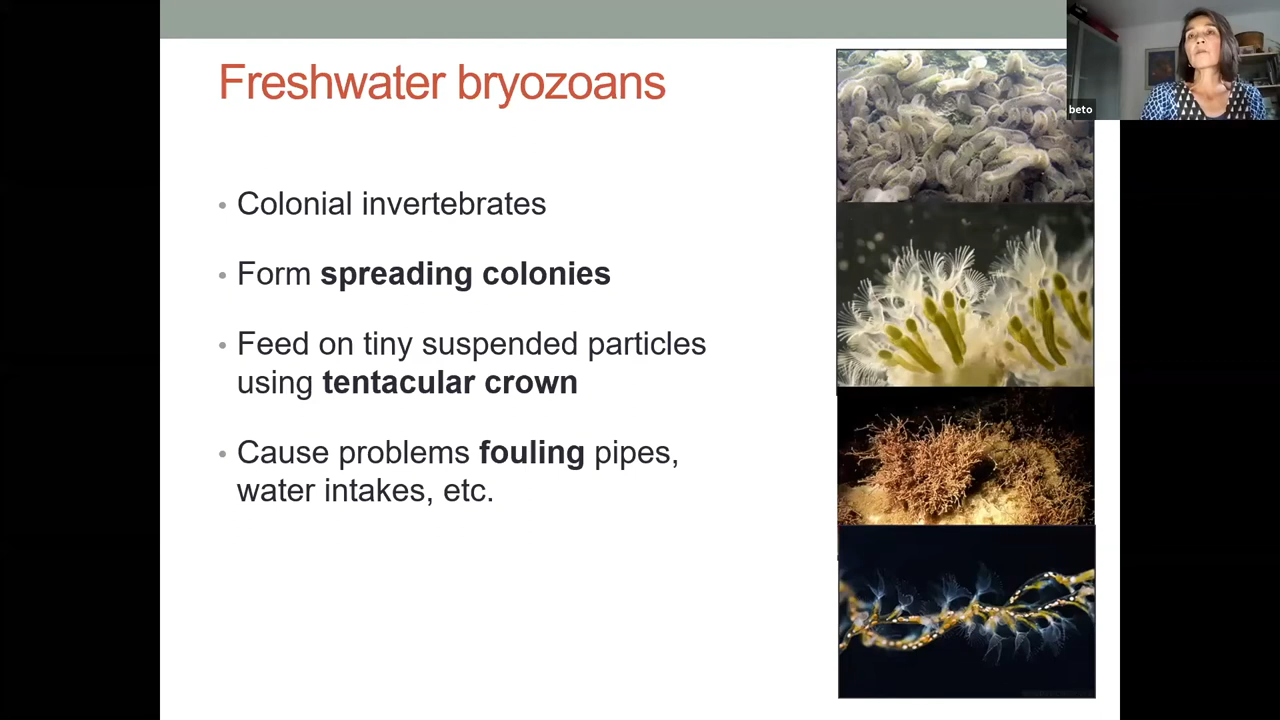 Freshwater bryozoans
beto
• Colonial invertebrates
• Form spreading colonies
• Feed on tiny suspended particles
using tentacular crown
• Cause problems fouling pipes,
water intakes, etc.